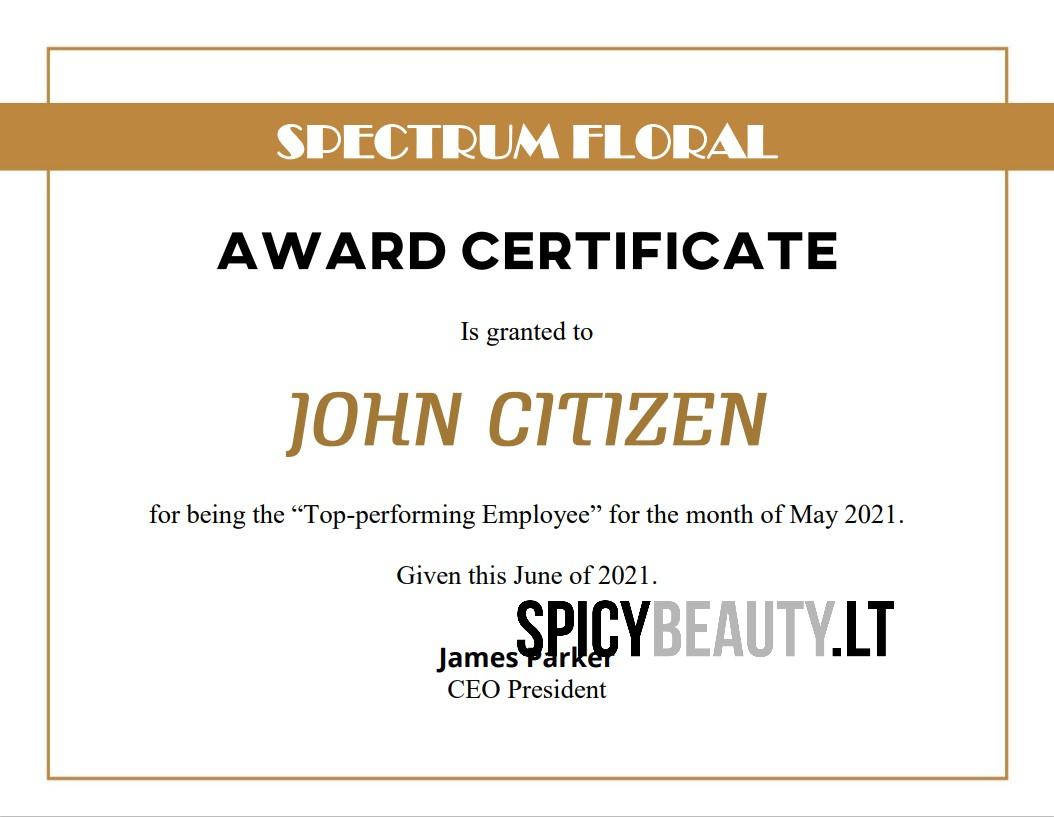 SPECTRUM FLORAL
AWARD CERTIFICATE
Is granted to
JOHN CITIZEN
for being the “Top-performing Employee” for the month of May 2021.
Given this June of 2021.
SPICYBEAUTY.LT
James Parker
CEO President